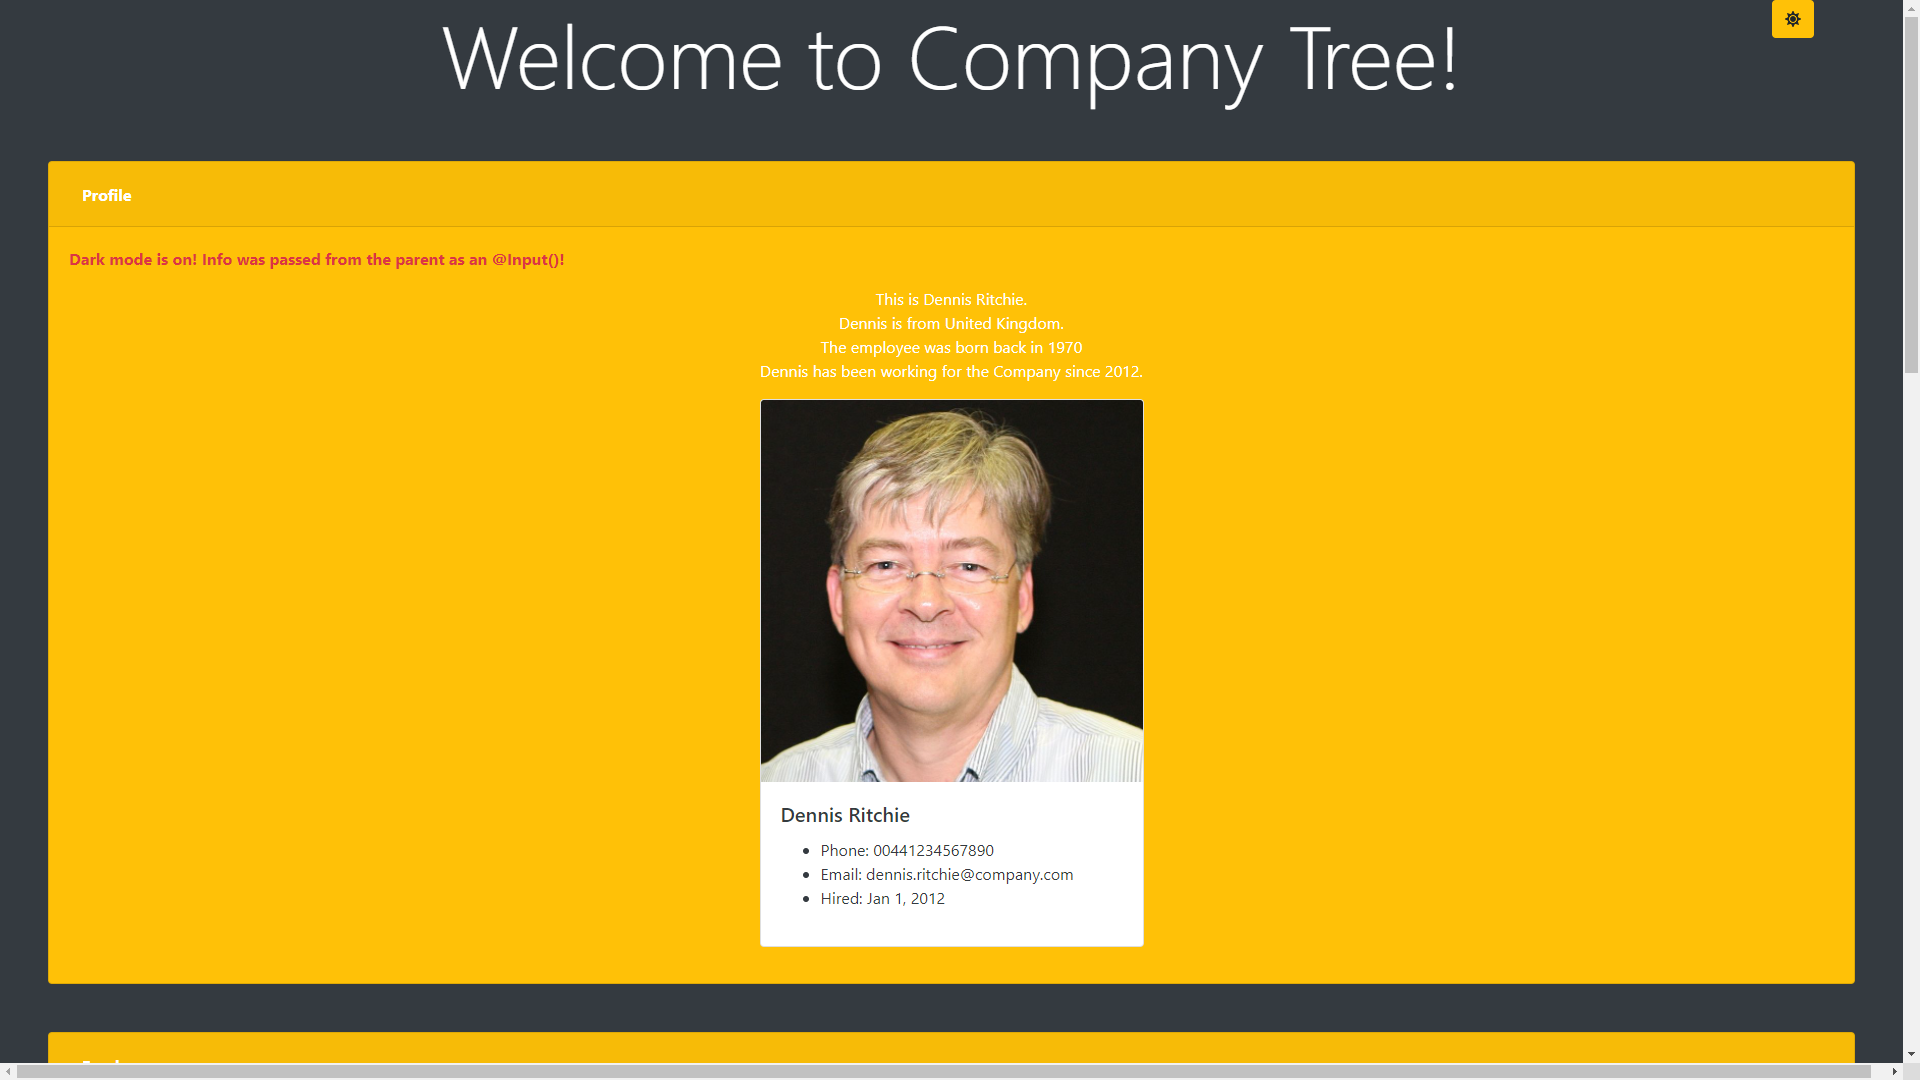 Welcome to Company Tree!
Profile
Dark mode is on! Info was passed from the parent as an @Input()!
This is Dennis Ritchie.
Dennis is from United Kingdom.
The employee was born back in 1970
Dennis has been working for the Company since 2012.
Dennis Ritchie
Phone: 00441234567890
Email: dennis.ritchie@company.com
Hired: Jan 1, 2012